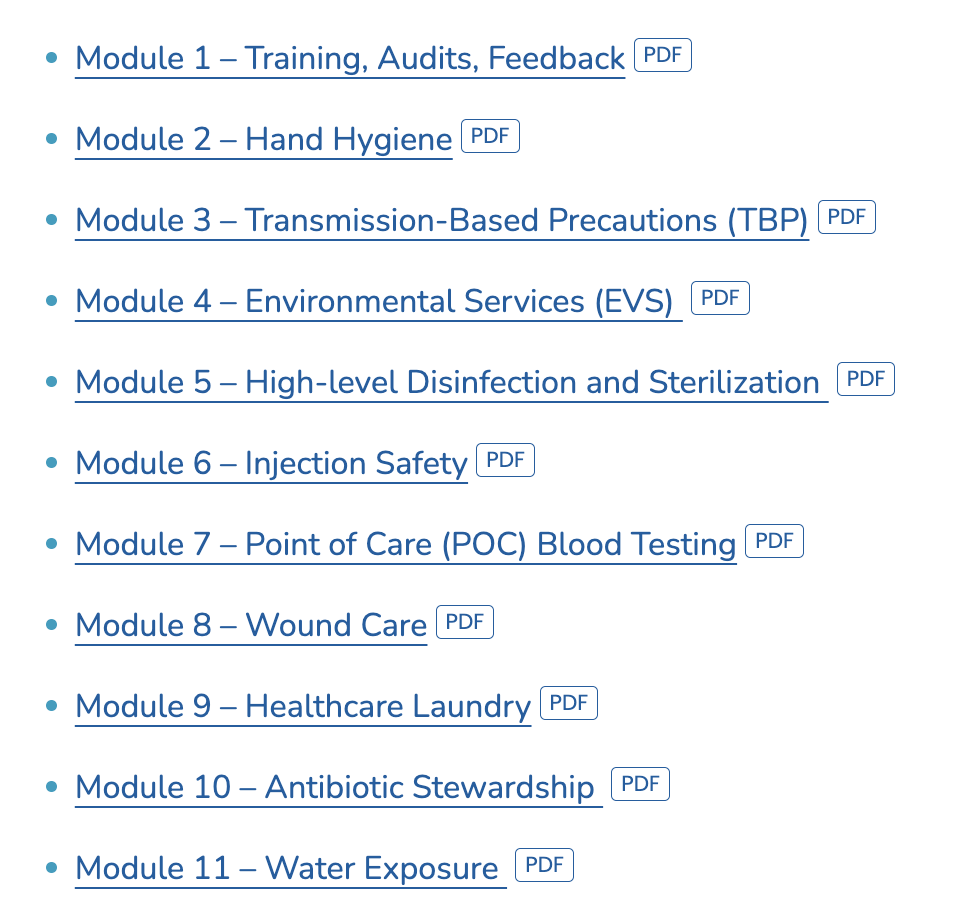 • Module 1 – Training, Audits, Feedback PDF
• Module 2 – Hand Hygiene PDF
• Module 3 – Transmission-Based Precautions (TBP) PDF
• Module 4 – Environmental Services (EVS) PDF
• Module 5 – High-level Disinfection and Sterilization PDF
• Module 6 – Injection Safety PDF
• Module 7 – Point of Care (POC) Blood Testing PDF
• Module 8 – Wound Care PDF
• Module 9 – Healthcare Laundry PDF
• Module 10 – Antibiotic Stewardship PDF
• Module 11 – Water Exposure PDF